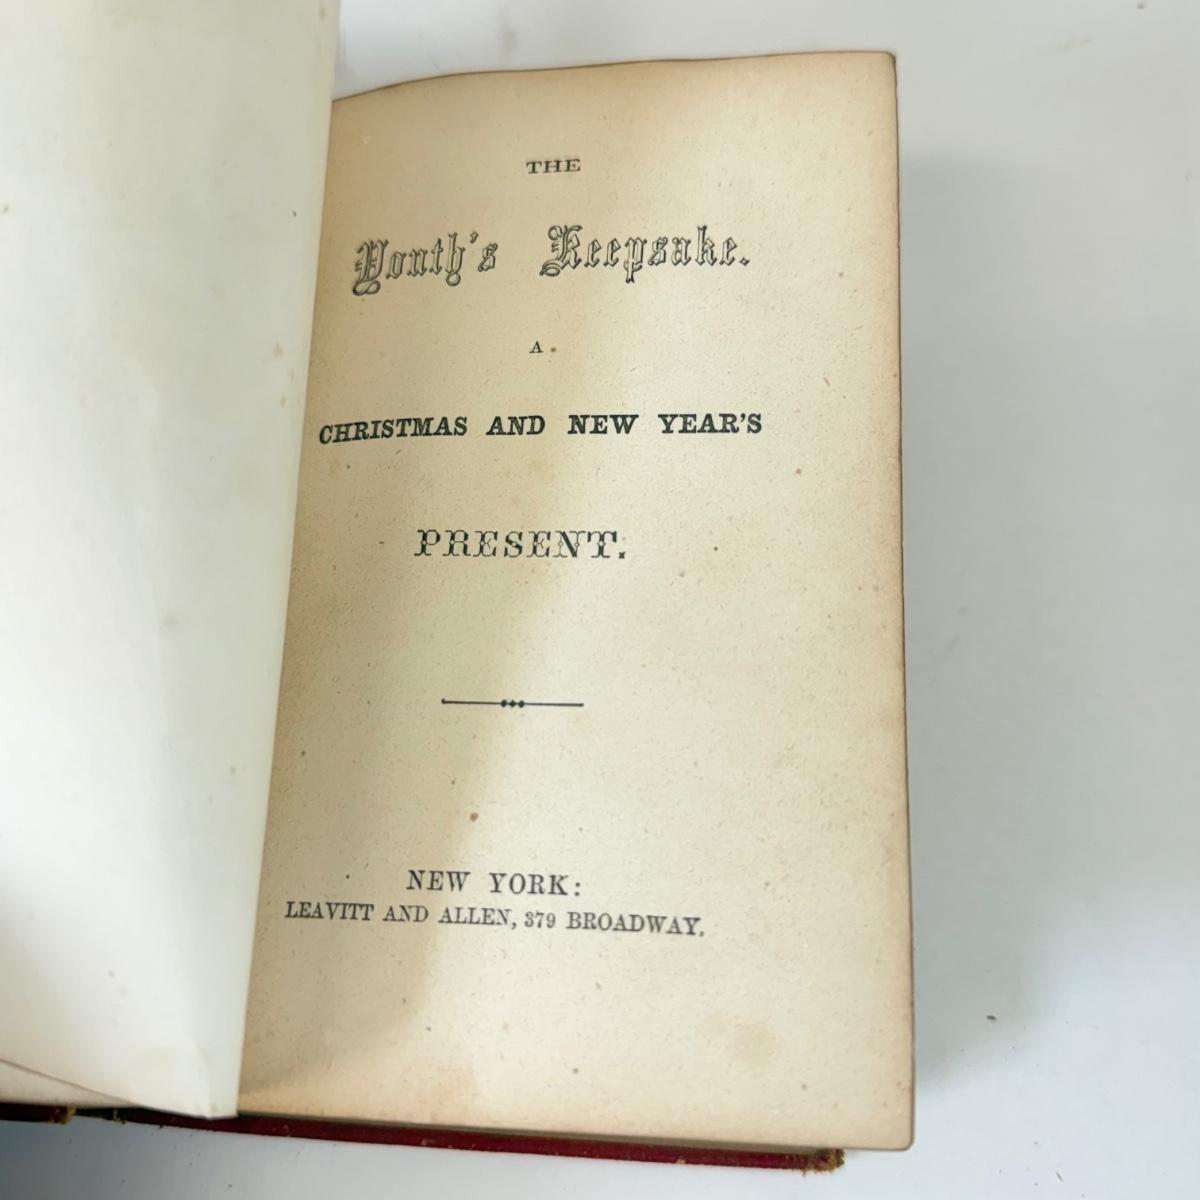 THE
Youth's Keepsake.
A
CHRISTMAS AND NEW YEAR'S
PRESENT.
NEW YORK:
LEAVITT AND ALLEN, 379 BROADWAY.